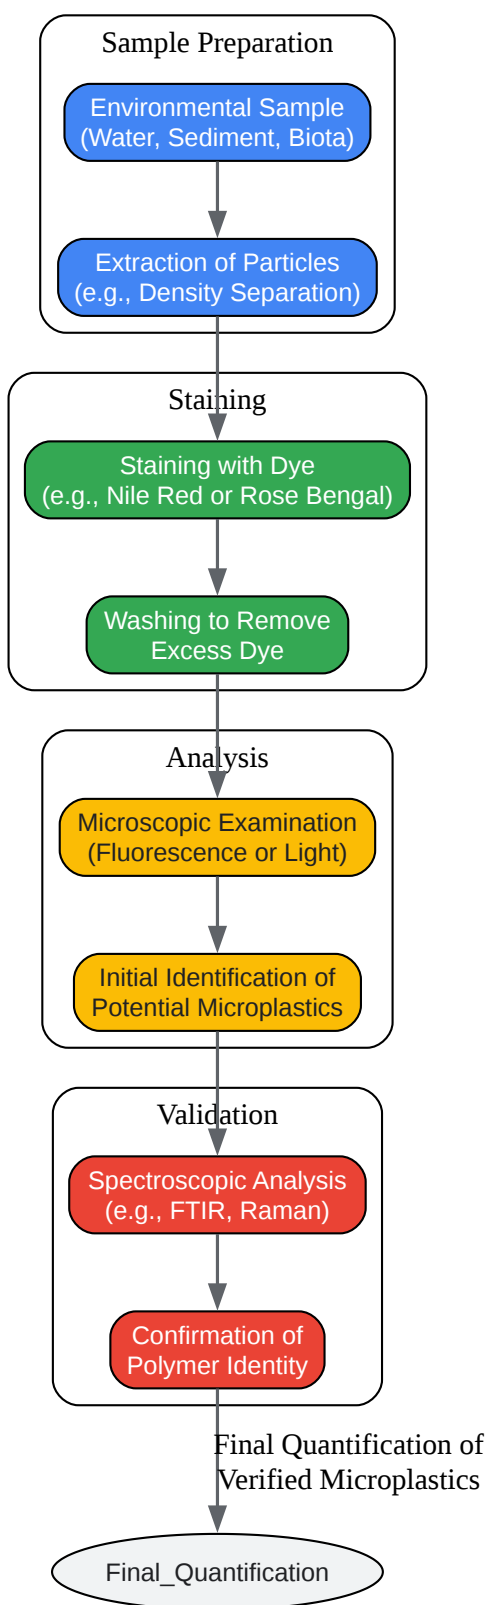 Sample Preparation
Environmental Sample
(Water, Sediment, Biota)
Extraction of Particles
(e.g., Density Separation)
Staining
Staining with Dye
(e.g., Nile Red or Rose Bengal)
Washing to Remove
Excess Dye
Analysis
Microscopic Examination
(Fluorescence or Light)
Initial Identification of
Potential Microplastics
Validation
Spectroscopic Analysis
(e.g., FTIR, Raman)
Confirmation of
Polymer Identity
Final Quantification of
Verified Microplastics
Final_Quantification